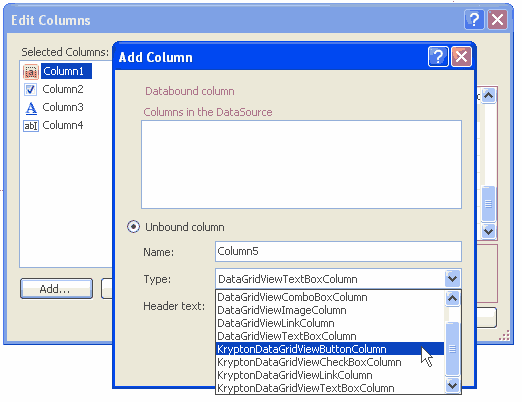 Edit Columns
Selected Columns:
Column1
Column2
Column3
abI Column4
Add...
Add Column
Databound column
Columns in the DataSource
Unbound column
Name: Column5
Type: DataGridViewTextBoxColumn
Header text:
DataGridViewComboBoxColumn
DataGridViewImageColumn
DataGridViewLinkColumn
DataGridViewTextBoxColumn
KryptonDataGridViewButtonColumn
KryptonDataGridViewCheckBoxColumn
KryptonDataGridViewLinkColumn
KryptonDataGridViewTextBoxColumn